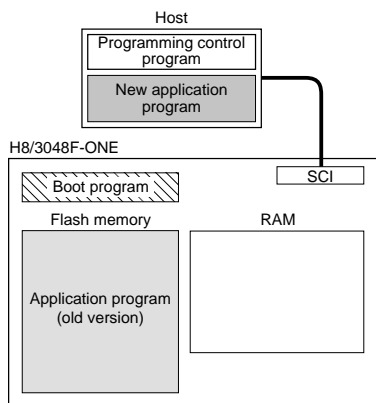 Host
Programming control
program
New application
program
H8/3048F-ONE
SCI
Boot program
Flash memory
RAM
Application program
(old version)